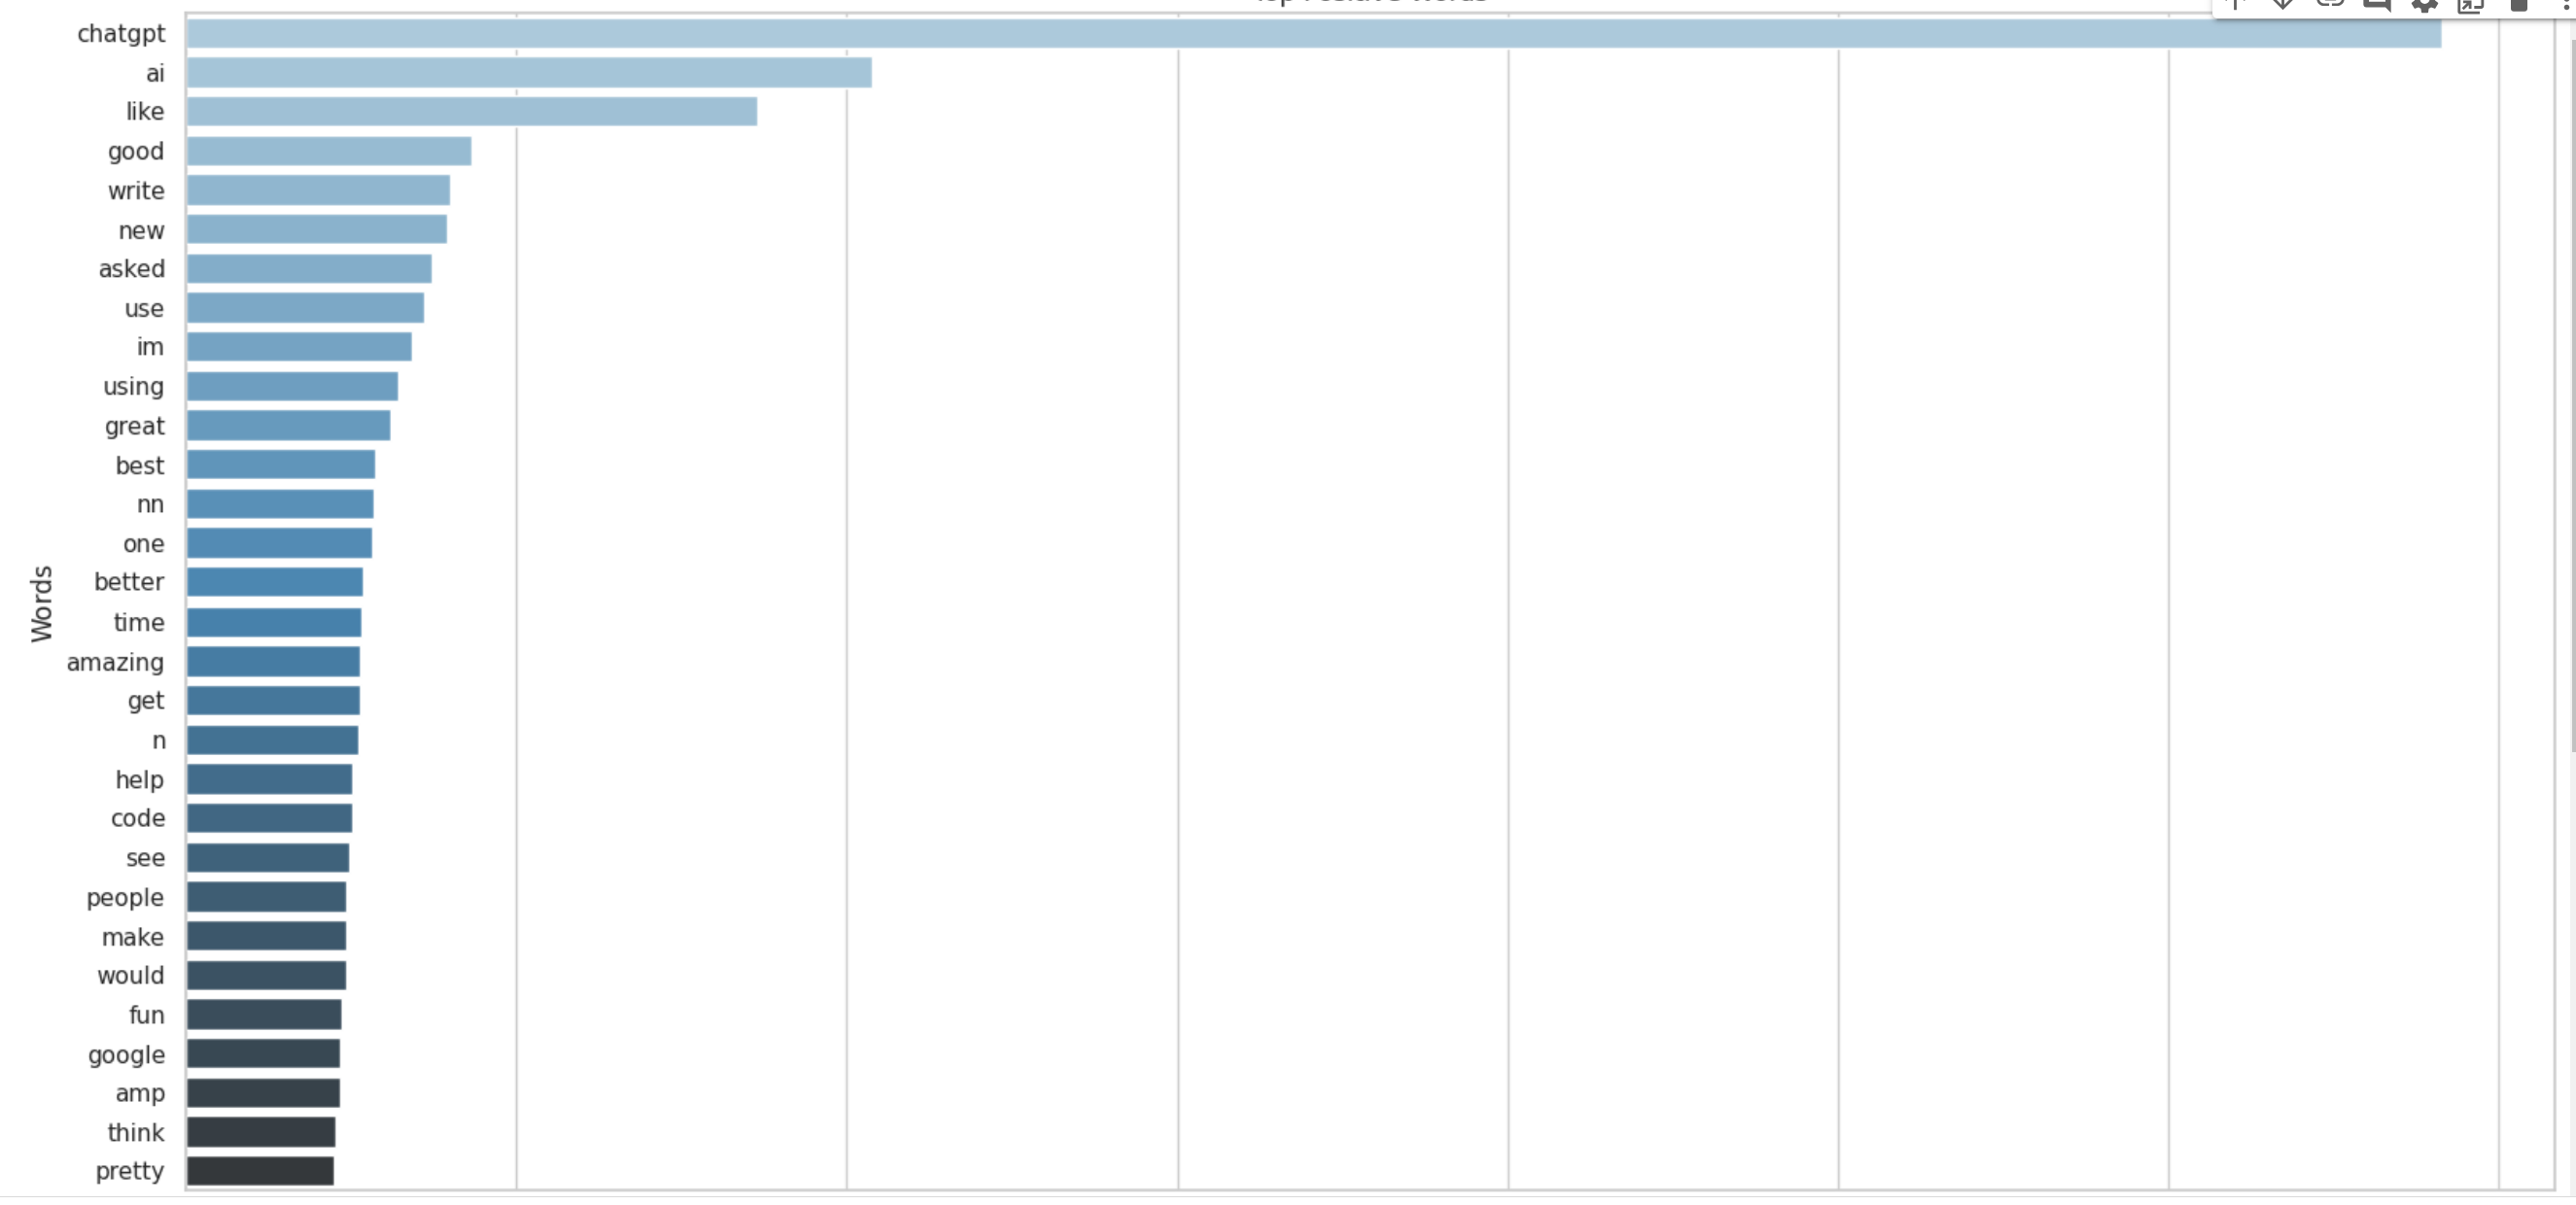 chatgpt
ai
like
good
write
new
asked
use
im
using
great
best
nn
one
better
time
amazing
get
n
help
code
see
people
make
would
fun
google
amp
think
pretty
Words